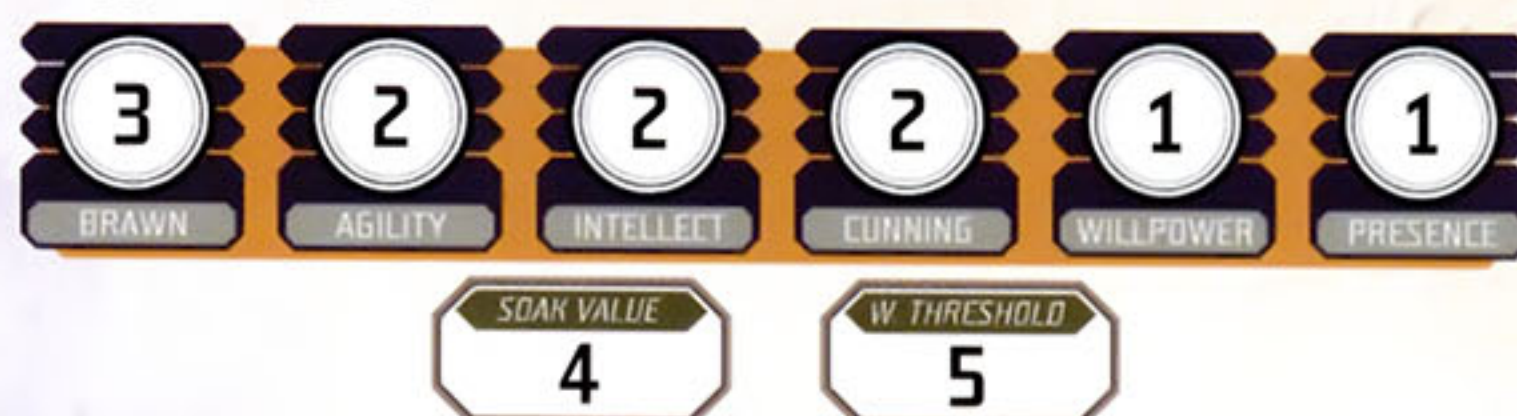 3 2 2 2 1 1
BRAWN AGILITY INTELLECT CUNNING WILLPOWER PRESENCE
SOAK VALUE W. THRESHOLD
4 5